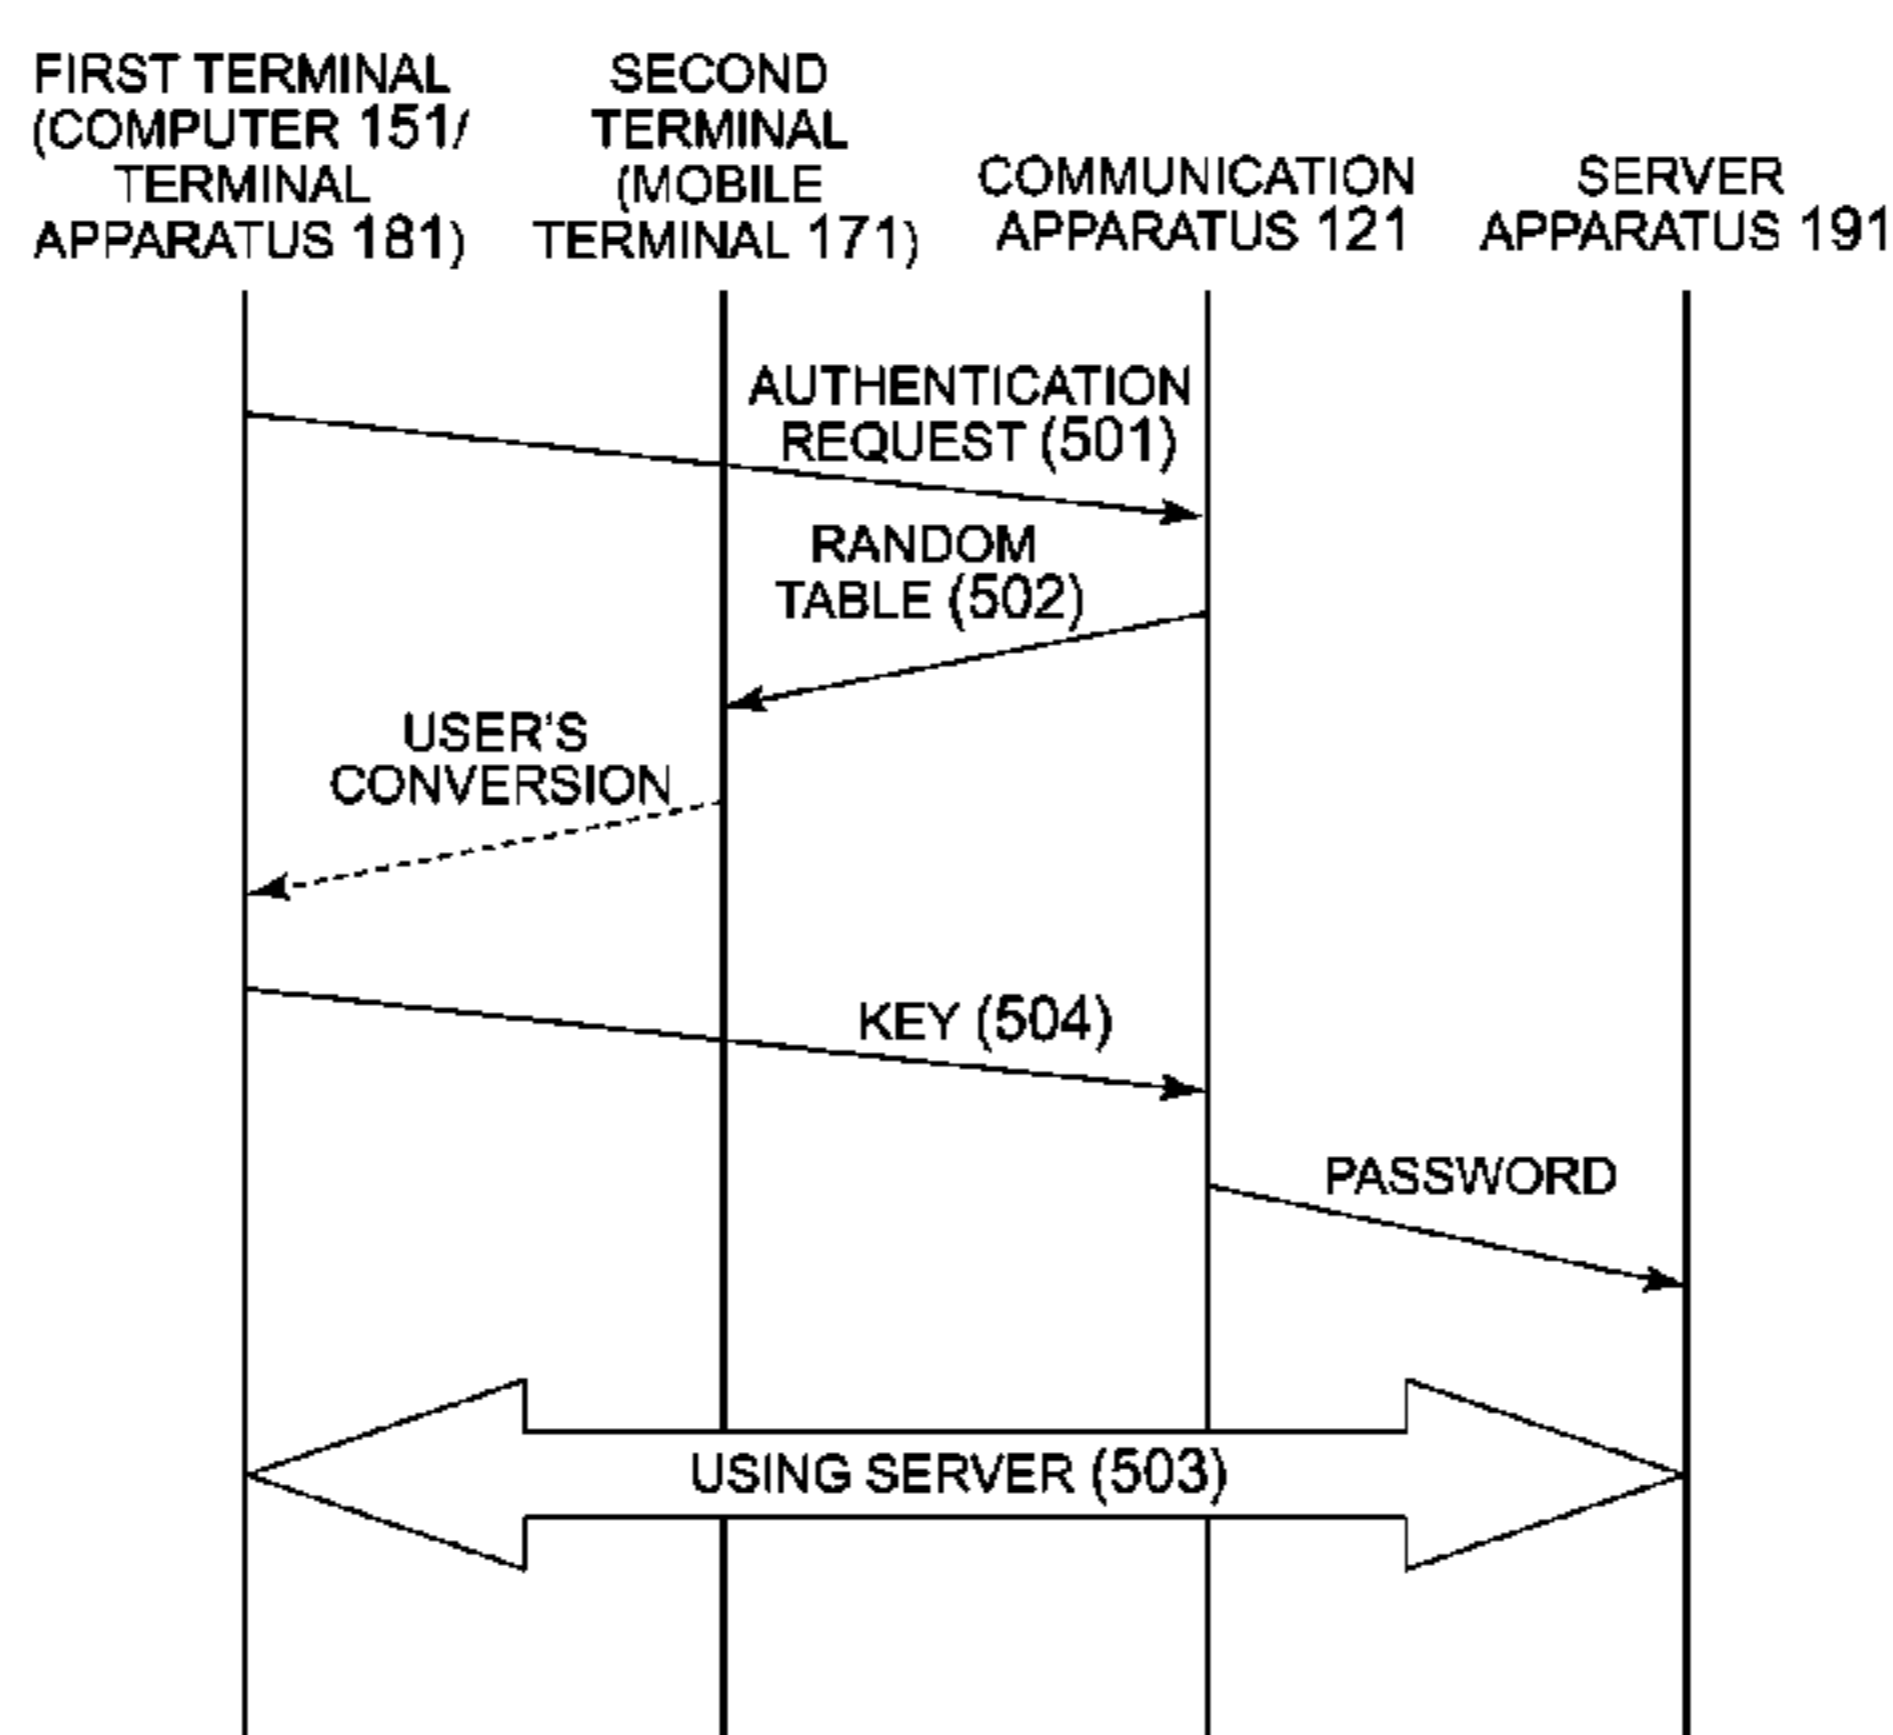 FIRST TERMINAL
(COMPUTER 151/
TERMINAL
APPARATUS 181)
SECOND
TERMINAL
(MOBILE
TERMINAL 171)
COMMUNICATION
APPARATUS 121
SERVER
APPARATUS 191
AUTHENTICATION
REQUEST (501)
RANDOM
TABLE (502)
USER'S
CONVERSION
KEY (504)
PASSWORD
USING SERVER (503)